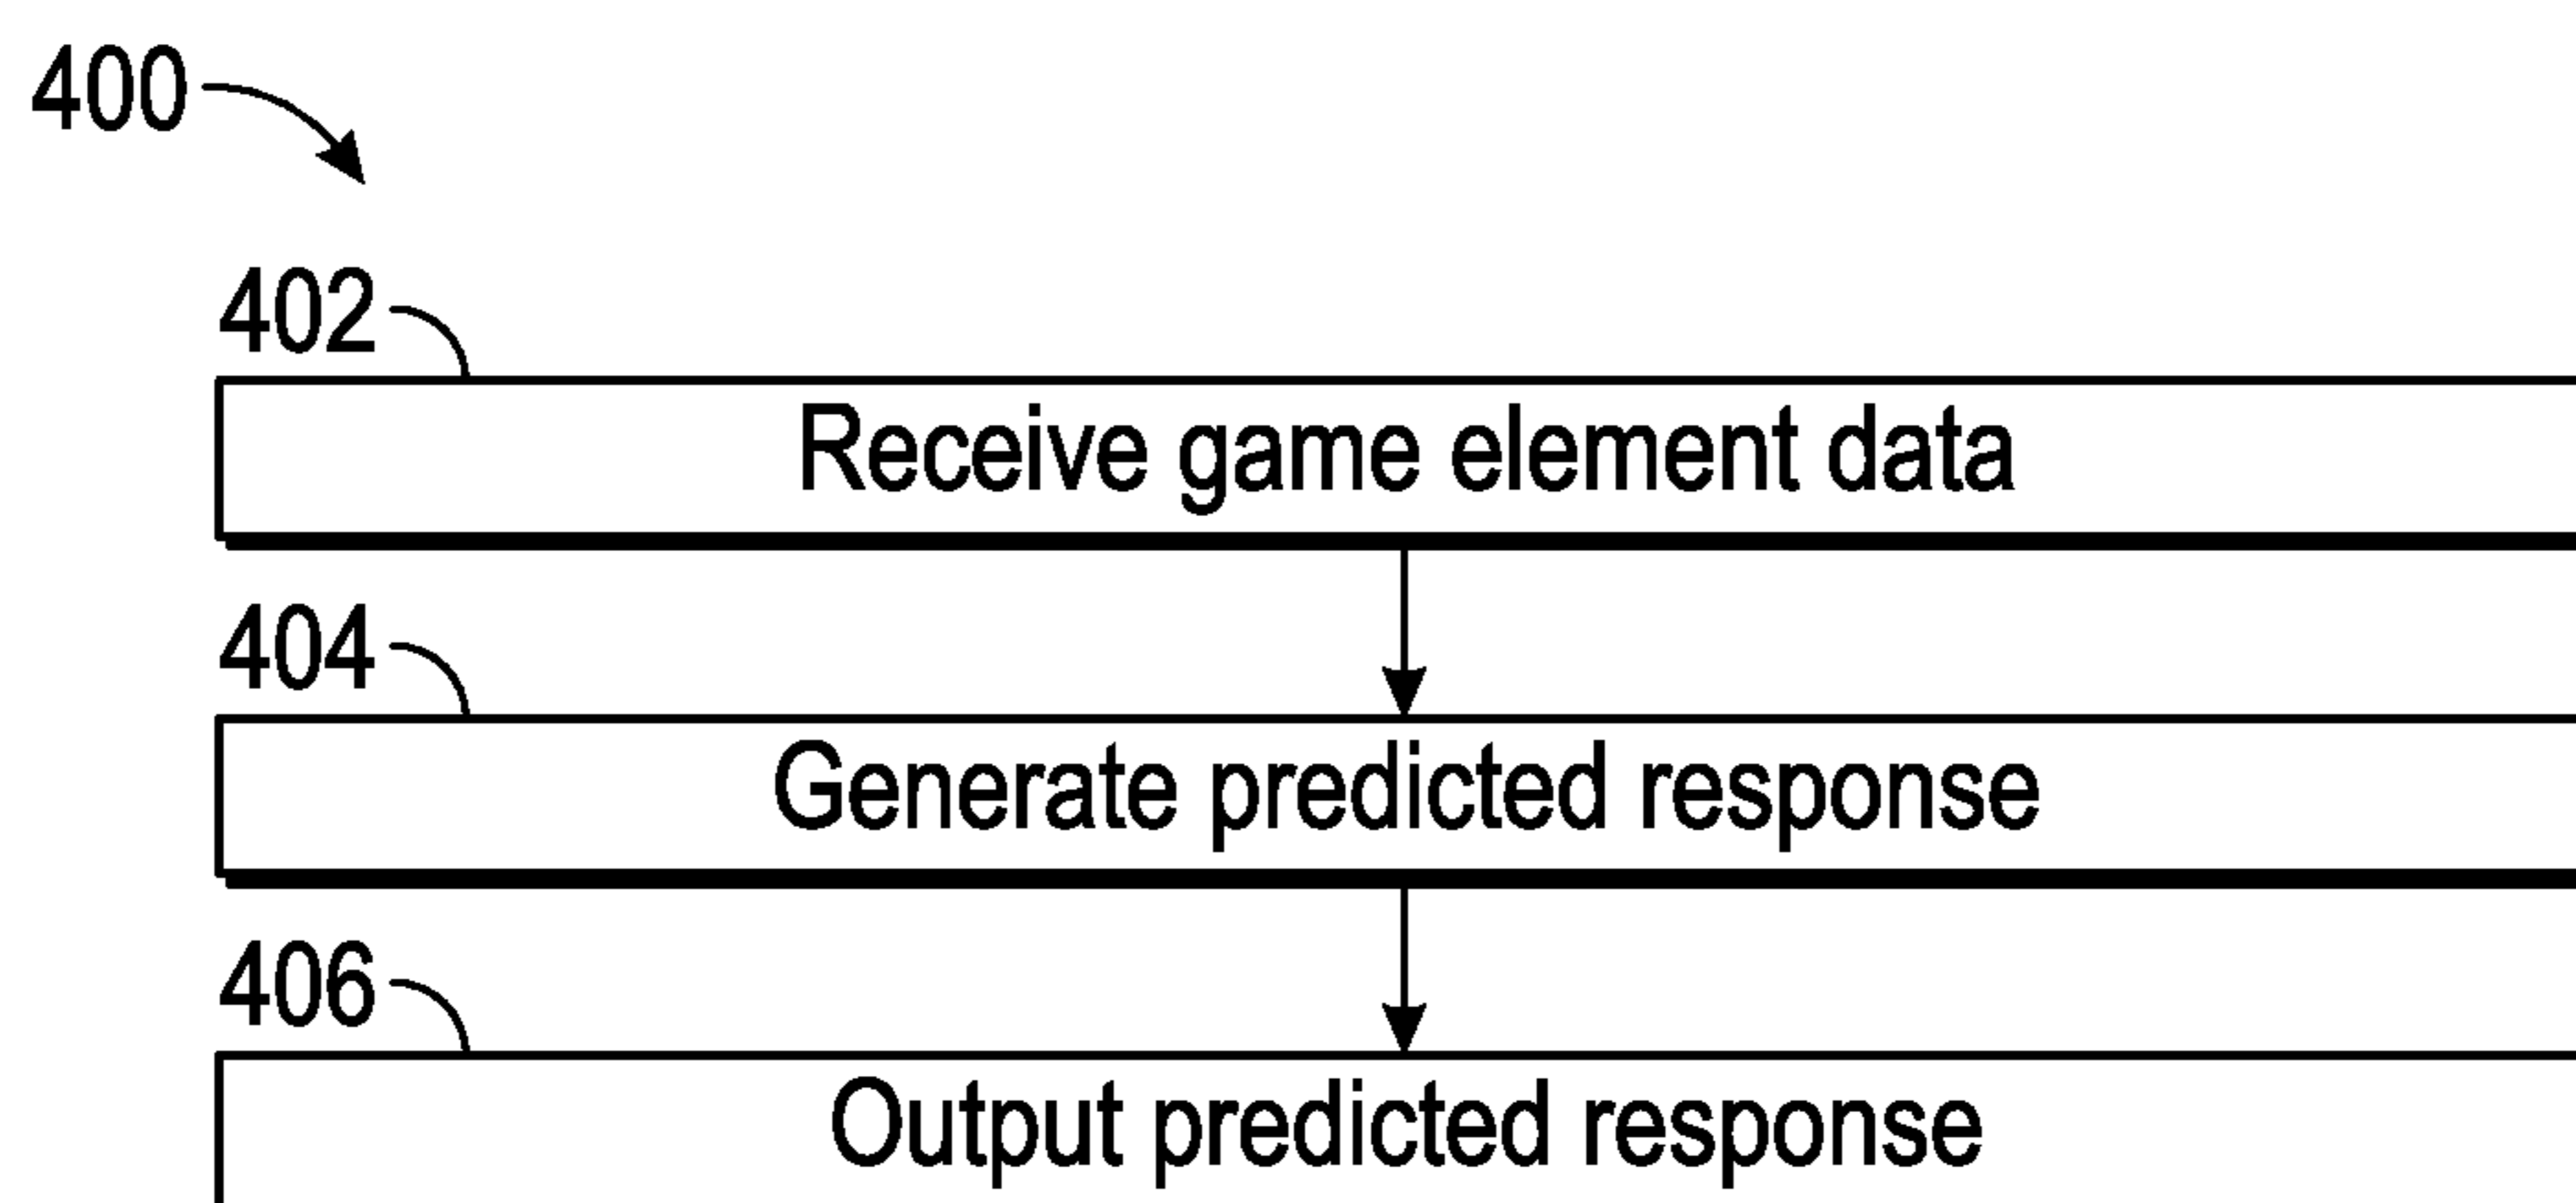 400
402
Receive game element data
404
Generate predicted response
406
Output predicted response